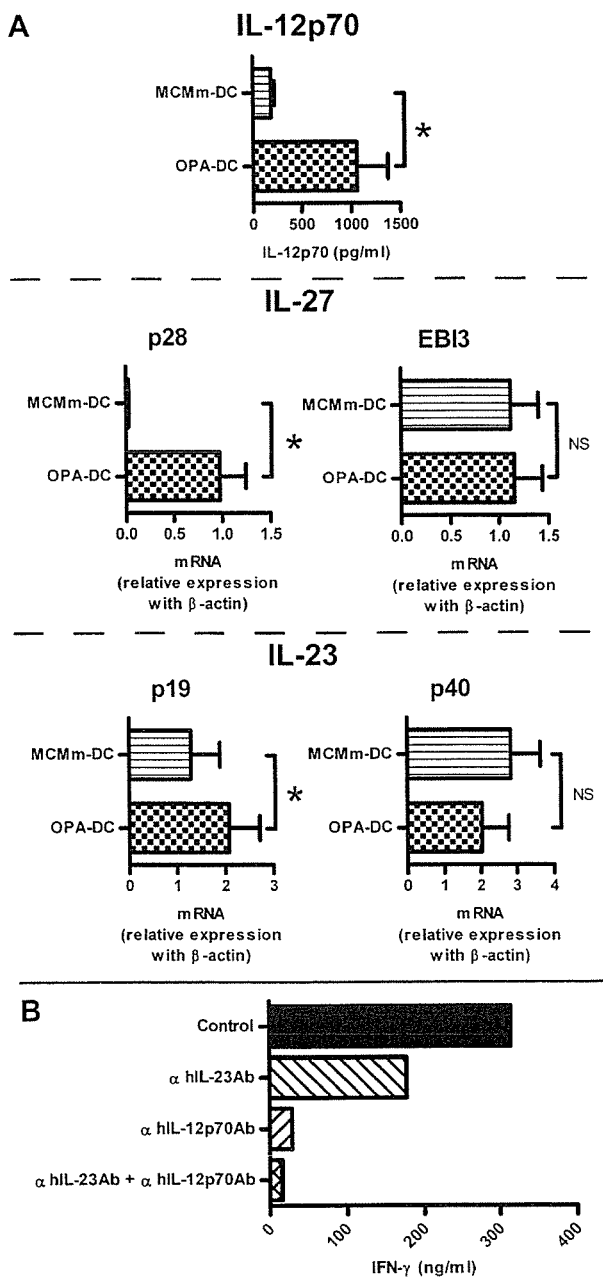 A
IL-12p70
MCMm-DC
*
OPA-DC
0 500 1000 1500
IL-12p70 (pg/ml)
IL-27
p28 EBI3
MCMm-DC MCMm-DC
* NS
OPA-DC OPA-DC
0.0 0.5 1.0 1.5 0.0 0.5 1.0 1.5
mRNA mRNA
(relative expression (relative expression
with β-actin) with β-actin)
IL-23
p19 p40
MCMm-DC MCMm-DC
* NS
OPA-DC OPA-DC
0 1 2 3 0 1 2 3 4
mRNA mRNA
(relative expression (relative expression
with β-actin) with β-actin)
B
Control
α hIL-23Ab
α hIL-12p70Ab
α hIL-23Ab + α hIL-12p70Ab
0 100 200 300 400
IFN-γ (ng/ml)